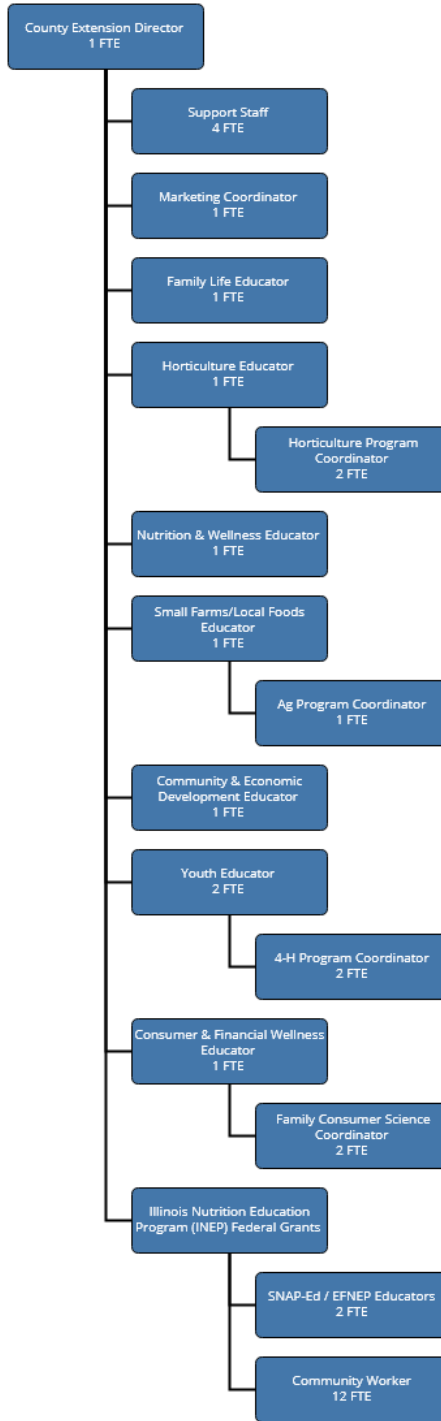 County Extension Director
1 FTE
Support Staff
4 FTE
Marketing Coordinator
1 FTE
Family Life Educator
1 FTE
Horticulture Educator
1 FTE
Horticulture Program
Coordinator
2 FTE
Nutrition & Wellness Educator
1 FTE
Small Farms/Local Foods
Educator
1 FTE
Ag Program Coordinator
1 FTE
Community & Economic
Development Educator
1 FTE
Youth Educator
2 FTE
4-H Program Coordinator
2 FTE
Consumer & Financial Wellness
Educator
1 FTE
Family Consumer Science
Coordinator
2 FTE
Illinois Nutrition Education
Program (INEP) Federal Grants
SNAP-Ed / EFNEP Educators
2 FTE
Community Worker
12 FTE